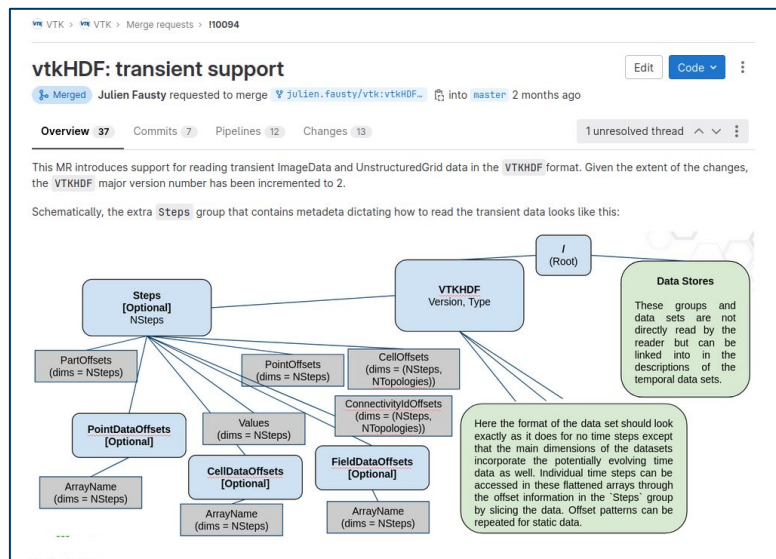 VTK > VTK > Merge requests > !10094
vtkHDF: transient support
Edit
Code
Merged Julien Fausty requested to merge julien.fausty/vtk:vtkHDF… into master 2 months ago
Overview 37 Commits 7 Pipelines 12 Changes 13
1 unresolved thread
This MR introduces support for reading transient ImageData and UnstructuredGrid data in the VTKHDF format. Given the extent of the changes,
the VTKHDF major version number has been incremented to 2.
Schematically, the extra Steps group that contains metadeta dictating how to read the transient data looks like this:
/
(Root)
Steps
[Optional]
NSteps
VTKHDF
Version, Type
Data Stores
These groups and
data sets are not
directly read by the
reader but can be
linked into in the
descriptions of the
temporal data sets.
PartOffsets
(dims = NSteps)
PointOffsets
(dims = NSteps)
CellOffsets
(dims = (NSteps,
NTopologies))
ConnectivityIdOffsets
(dims = (NSteps,
NTopologies))
PointDataOffsets
[Optional]
Values
(dims = NSteps)
CellDataOffsets
[Optional]
FieldDataOffsets
[Optional]
ArrayName
(dims = NSteps)
ArrayName
(dims = NSteps)
ArrayName
(dims = NSteps)
Here the format of the data set should look
exactly as it does for no time steps except
that the main dimensions of the datasets
incorporate the potentially evolving time
data as well. Individual time steps can be
accessed in these flattened arrays through
the offset information in the `Steps` group
by slicing the data. Offset patterns can be
repeated for static data.
---